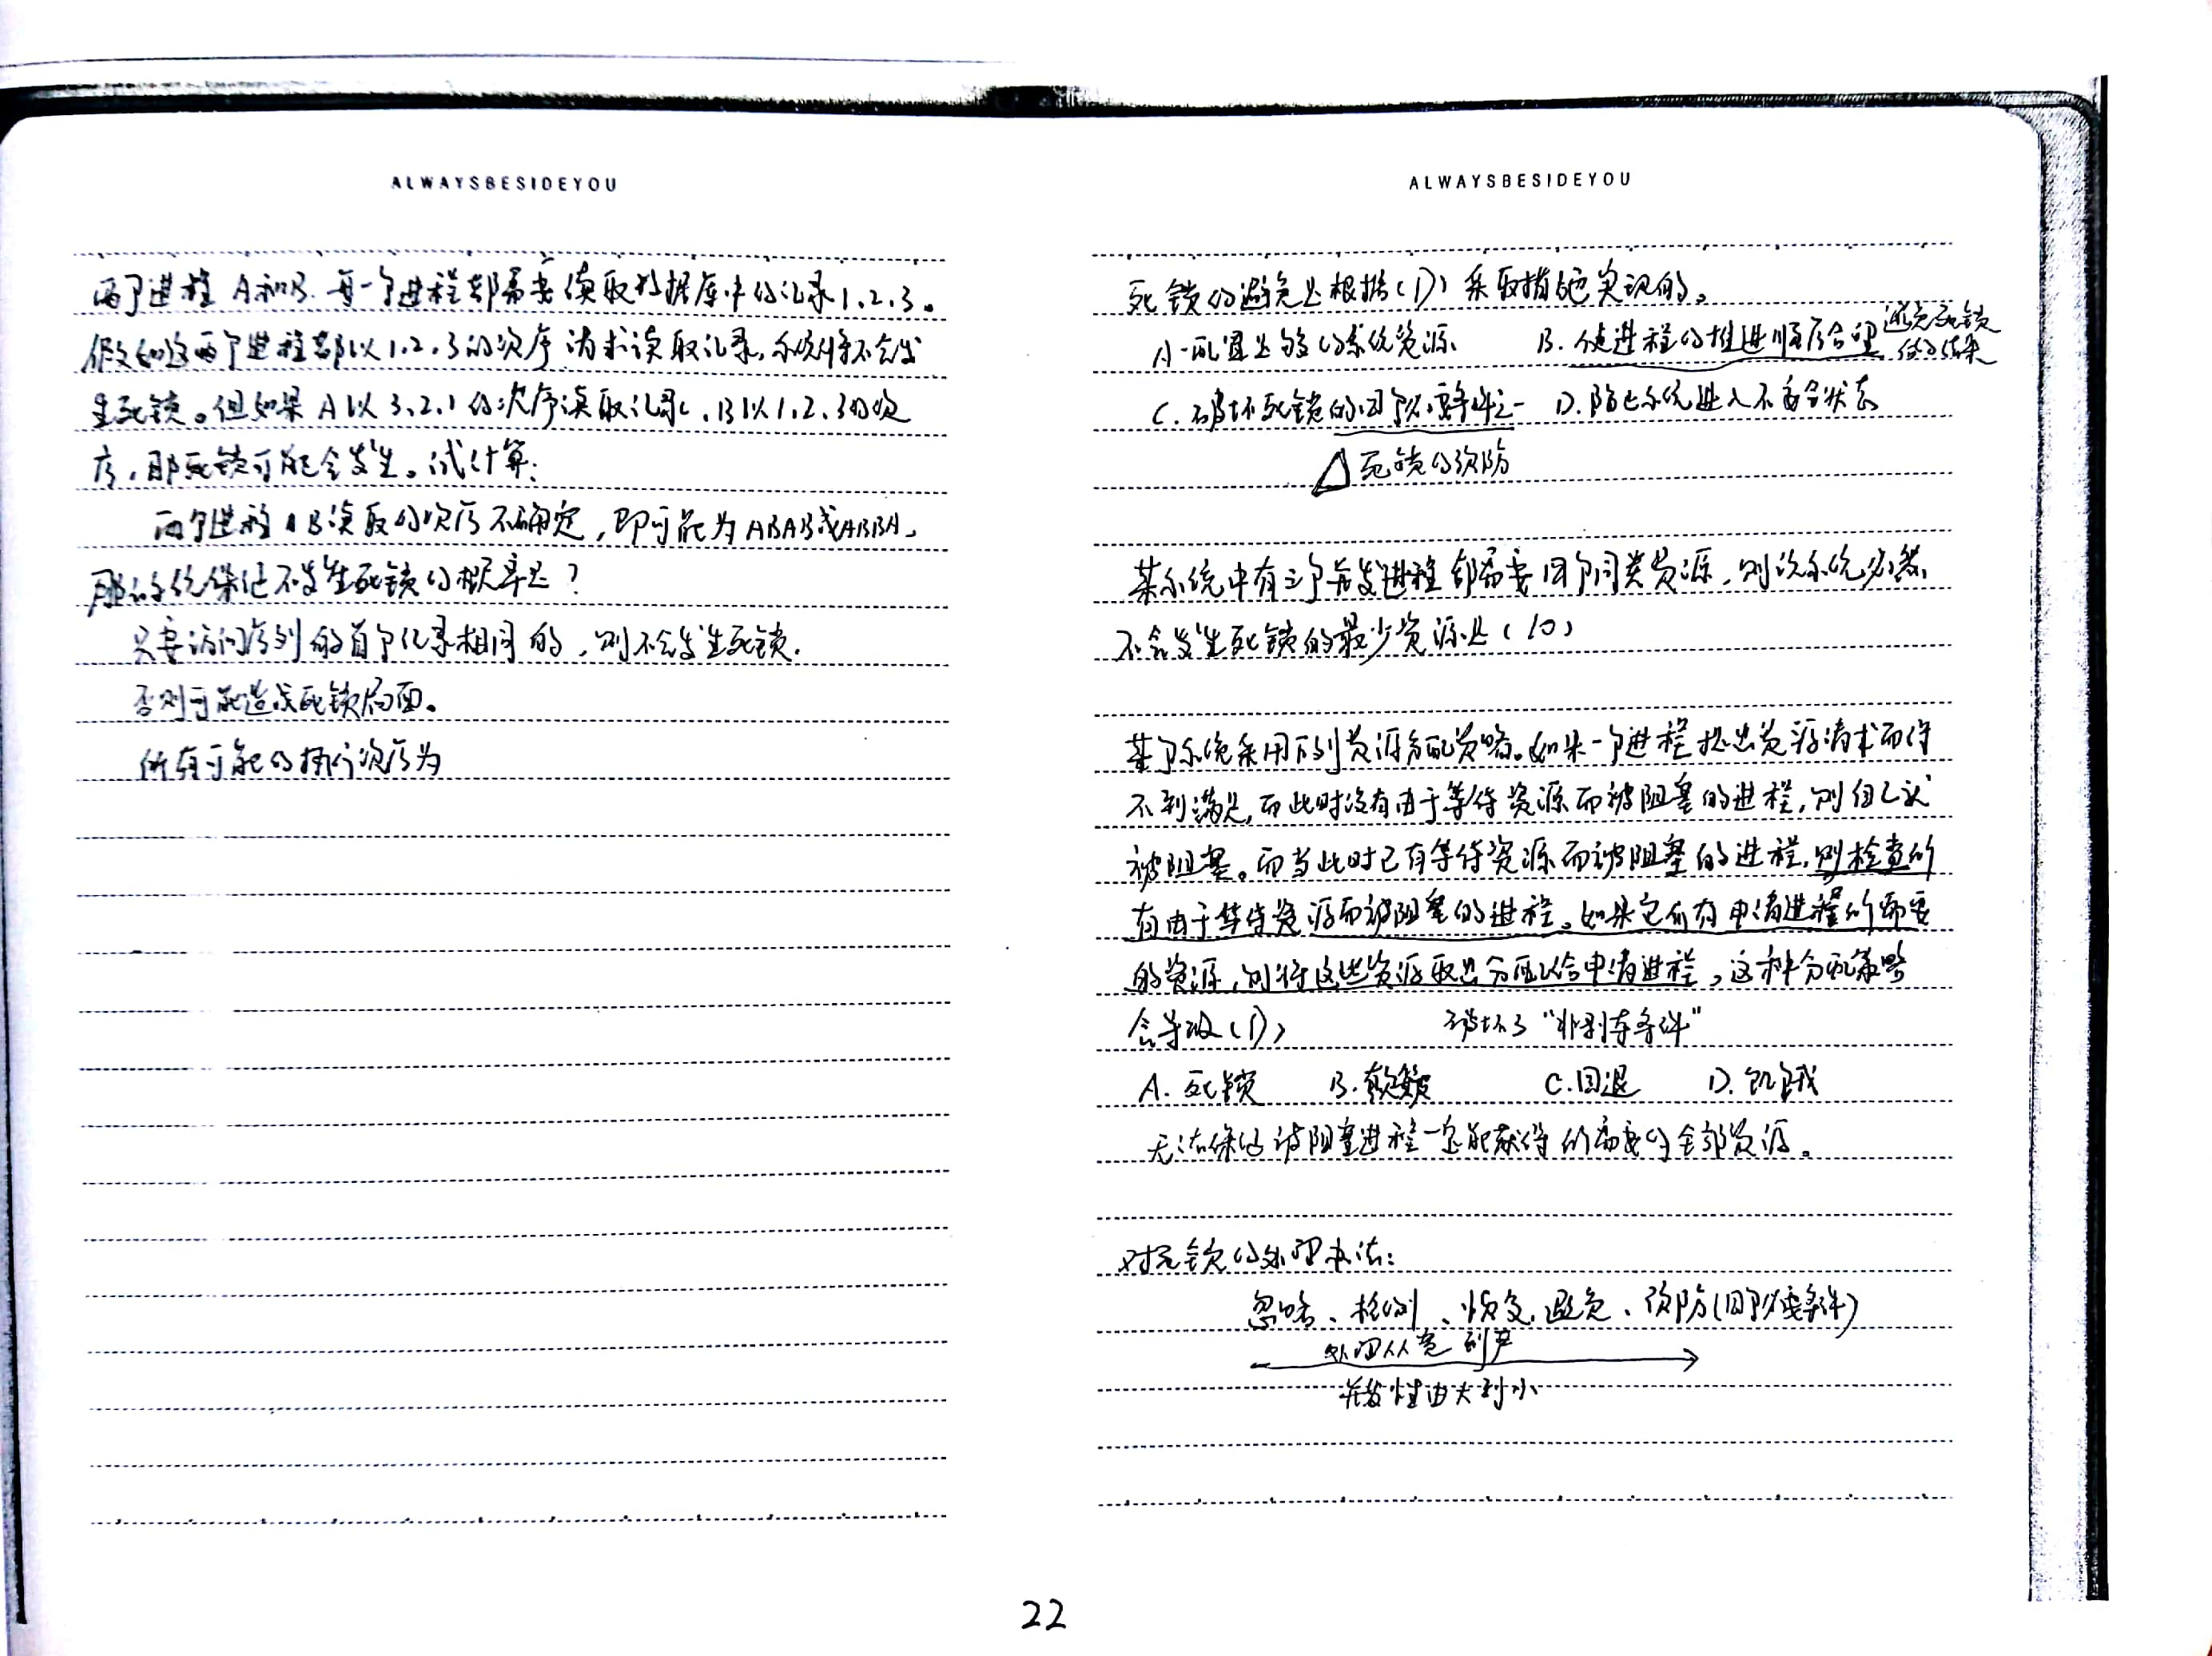 ALWAYSBESIDEYOU
两个进程A和B.每一个进程都需要读取数据库中的记录1.2.3。
假如这两个进程都以1.2.3的次序请求读取记录,系统将不会发
生死锁。但如果A以3.2.1的次序读取记录,B以1.2.3的次
序,那死锁可能会发生。试计算:
两个进程AB读取的次序不确定,即可能为ABAB或ABBA,
那么系统保证不发生死锁的概率是?
只要访问序列的首个记录相同的,则不会发生死锁.
否则可能造成死锁局面。
所有可能的执行次序为
ALWAYSBESIDEYOU
死锁的避免是根据(D)采取措施实现的。
A.配置足够的系统资源 B.使进程的推进顺序合理 避免死锁
C.破坏死锁的四个必要条件之一 D.防止系统进入不安全状态
△死锁的预防
某系统中有三个并发进程都需要四个同类资源,则该系统必然
不会发生死锁的最少资源是(10)
某个系统采用下列资源分配策略。如果一个进程提出资源请求而得
不到满足,而此时没有由于等待资源而被阻塞的进程,则自己就
被阻塞。而当此时已有等待资源而被阻塞的进程,则检查所
有由于等待资源而被阻塞的进程。如果它们有申请进程所需要
的资源,则将这些资源取出分配给申请进程,这种分配策略
会导致(D) 破坏了“非剥夺条件”
A.死锁 B. C.回退 D.饥饿
无法保证被阻塞进程一定能获得所需要的全部资源。
对死锁的处理办法:
忽略、检测、恢复,避免、预防(四个必要条件)
处理从宽到严
并发性由大到小
22